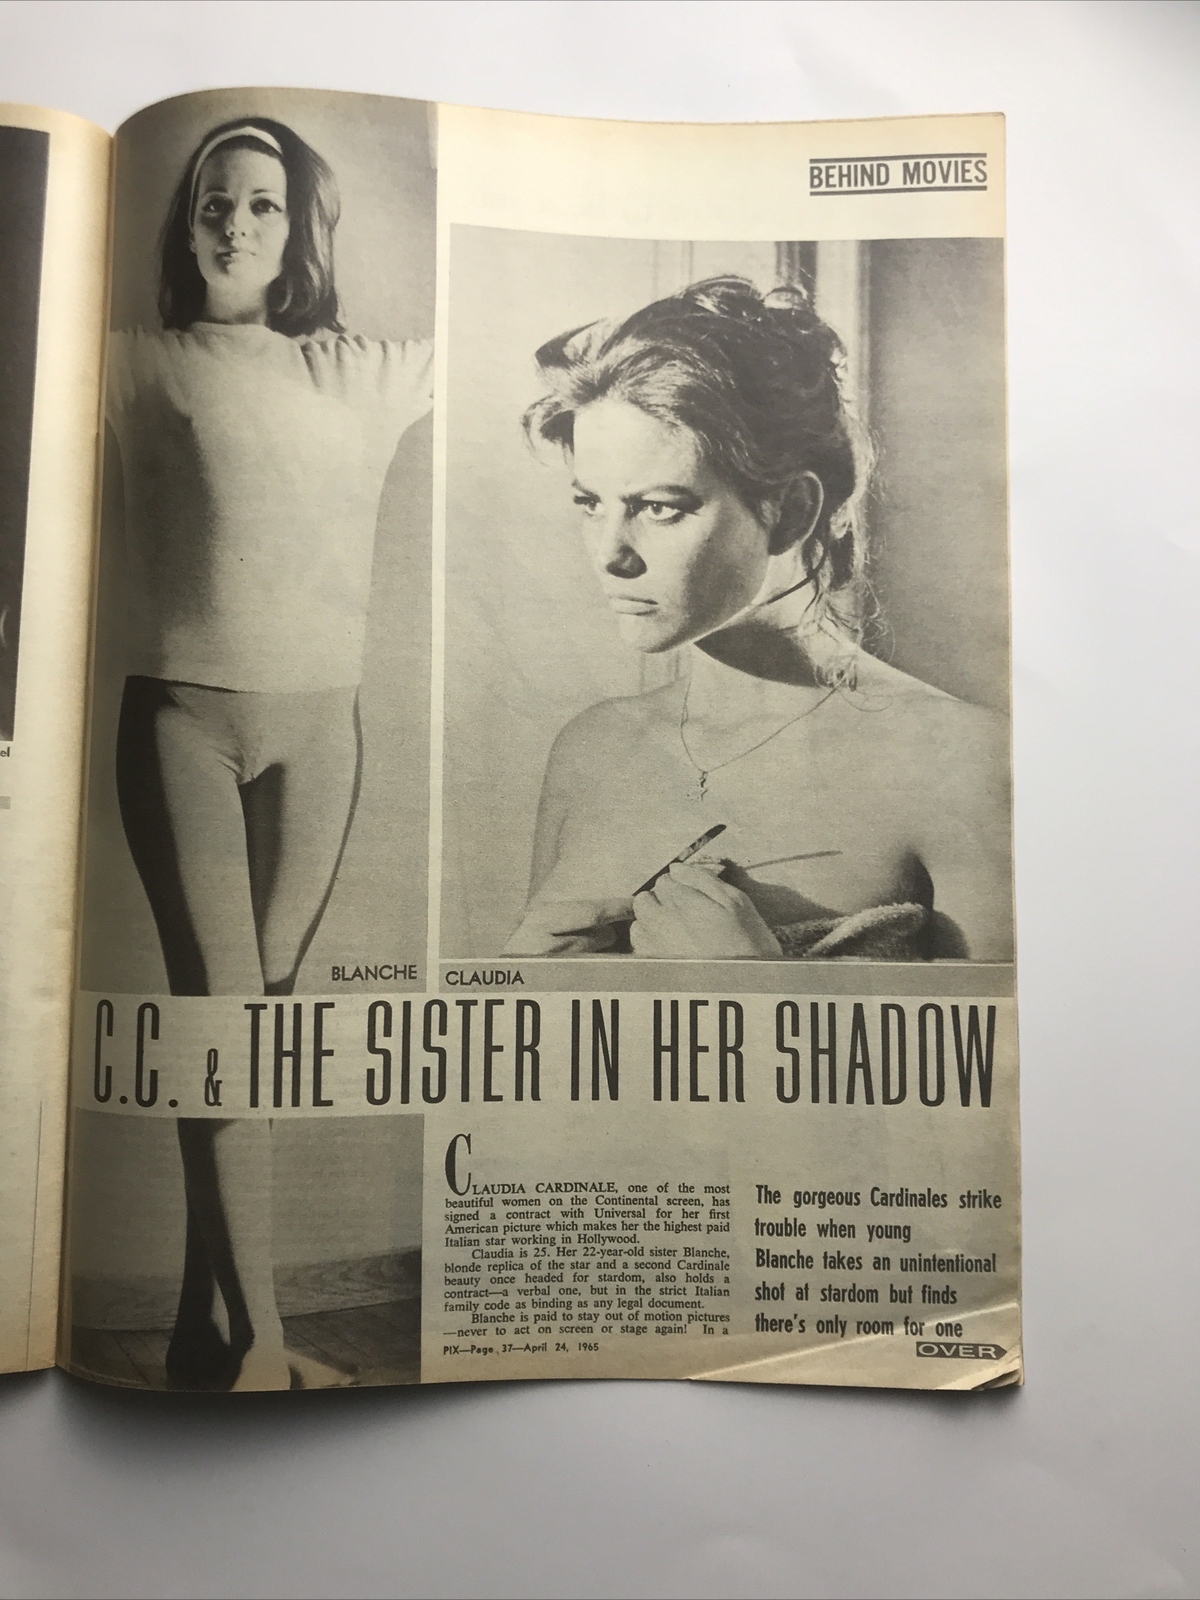 el
BEHIND MOVIES
BLANCHE
CLAUDIA
C.C. & THE SISTER IN HER SHADOW
CLAUDIA CARDINALE, one of the most
beautiful women on the Continental screen, has
signed a contract with Universal for her first
American picture which makes her the highest paid
Italian star working in Hollywood.
Claudia is 25. Her 22-year-old sister Blanche,
blonde replica of the star and a second Cardinale
beauty once headed for stardom, also holds a
contract—a verbal one, but in the strict Italian
family code as binding as any legal document.
Blanche is paid to stay out of motion pictures
—never to act on screen or stage again! In a
PIX—Page 37—April 24, 1965
The gorgeous Cardinales strike
trouble when young
Blanche takes an unintentional
shot at stardom but finds
there's only room for one
OVER